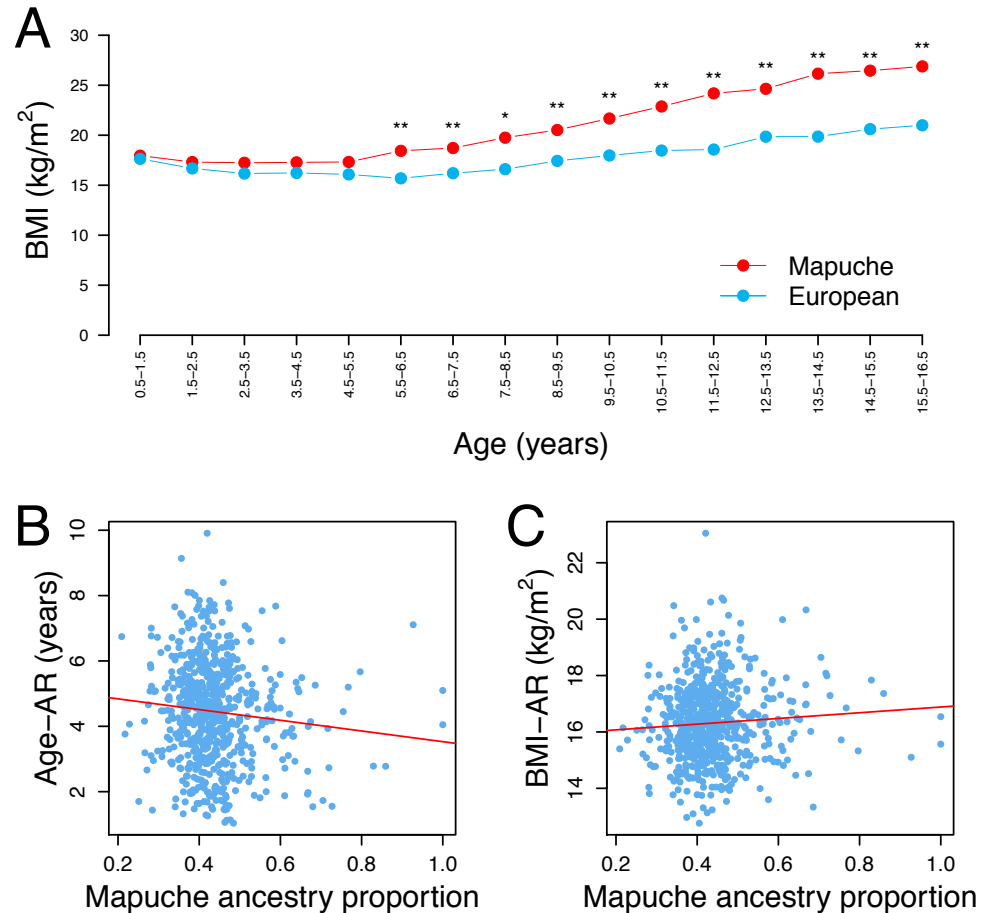 A
30
25
20
15
10
5
0
BMI (kg/m²)
** ** * ** ** ** ** ** ** ** **
Mapuche
European
0.5−1.5 1.5−2.5 2.5−3.5 3.5−4.5 4.5−5.5 5.5−6.5 6.5−7.5 7.5−8.5 8.5−9.5 9.5−10.5 10.5−11.5 11.5−12.5 12.5−13.5 13.5−14.5 14.5−15.5 15.5−16.5
Age (years)
B
10
8
6
4
2
Age−AR (years)
0.2 0.4 0.6 0.8 1.0
Mapuche ancestry proportion
C
22
20
18
16
14
BMI−AR (kg/m²)
0.2 0.4 0.6 0.8 1.0
Mapuche ancestry proportion